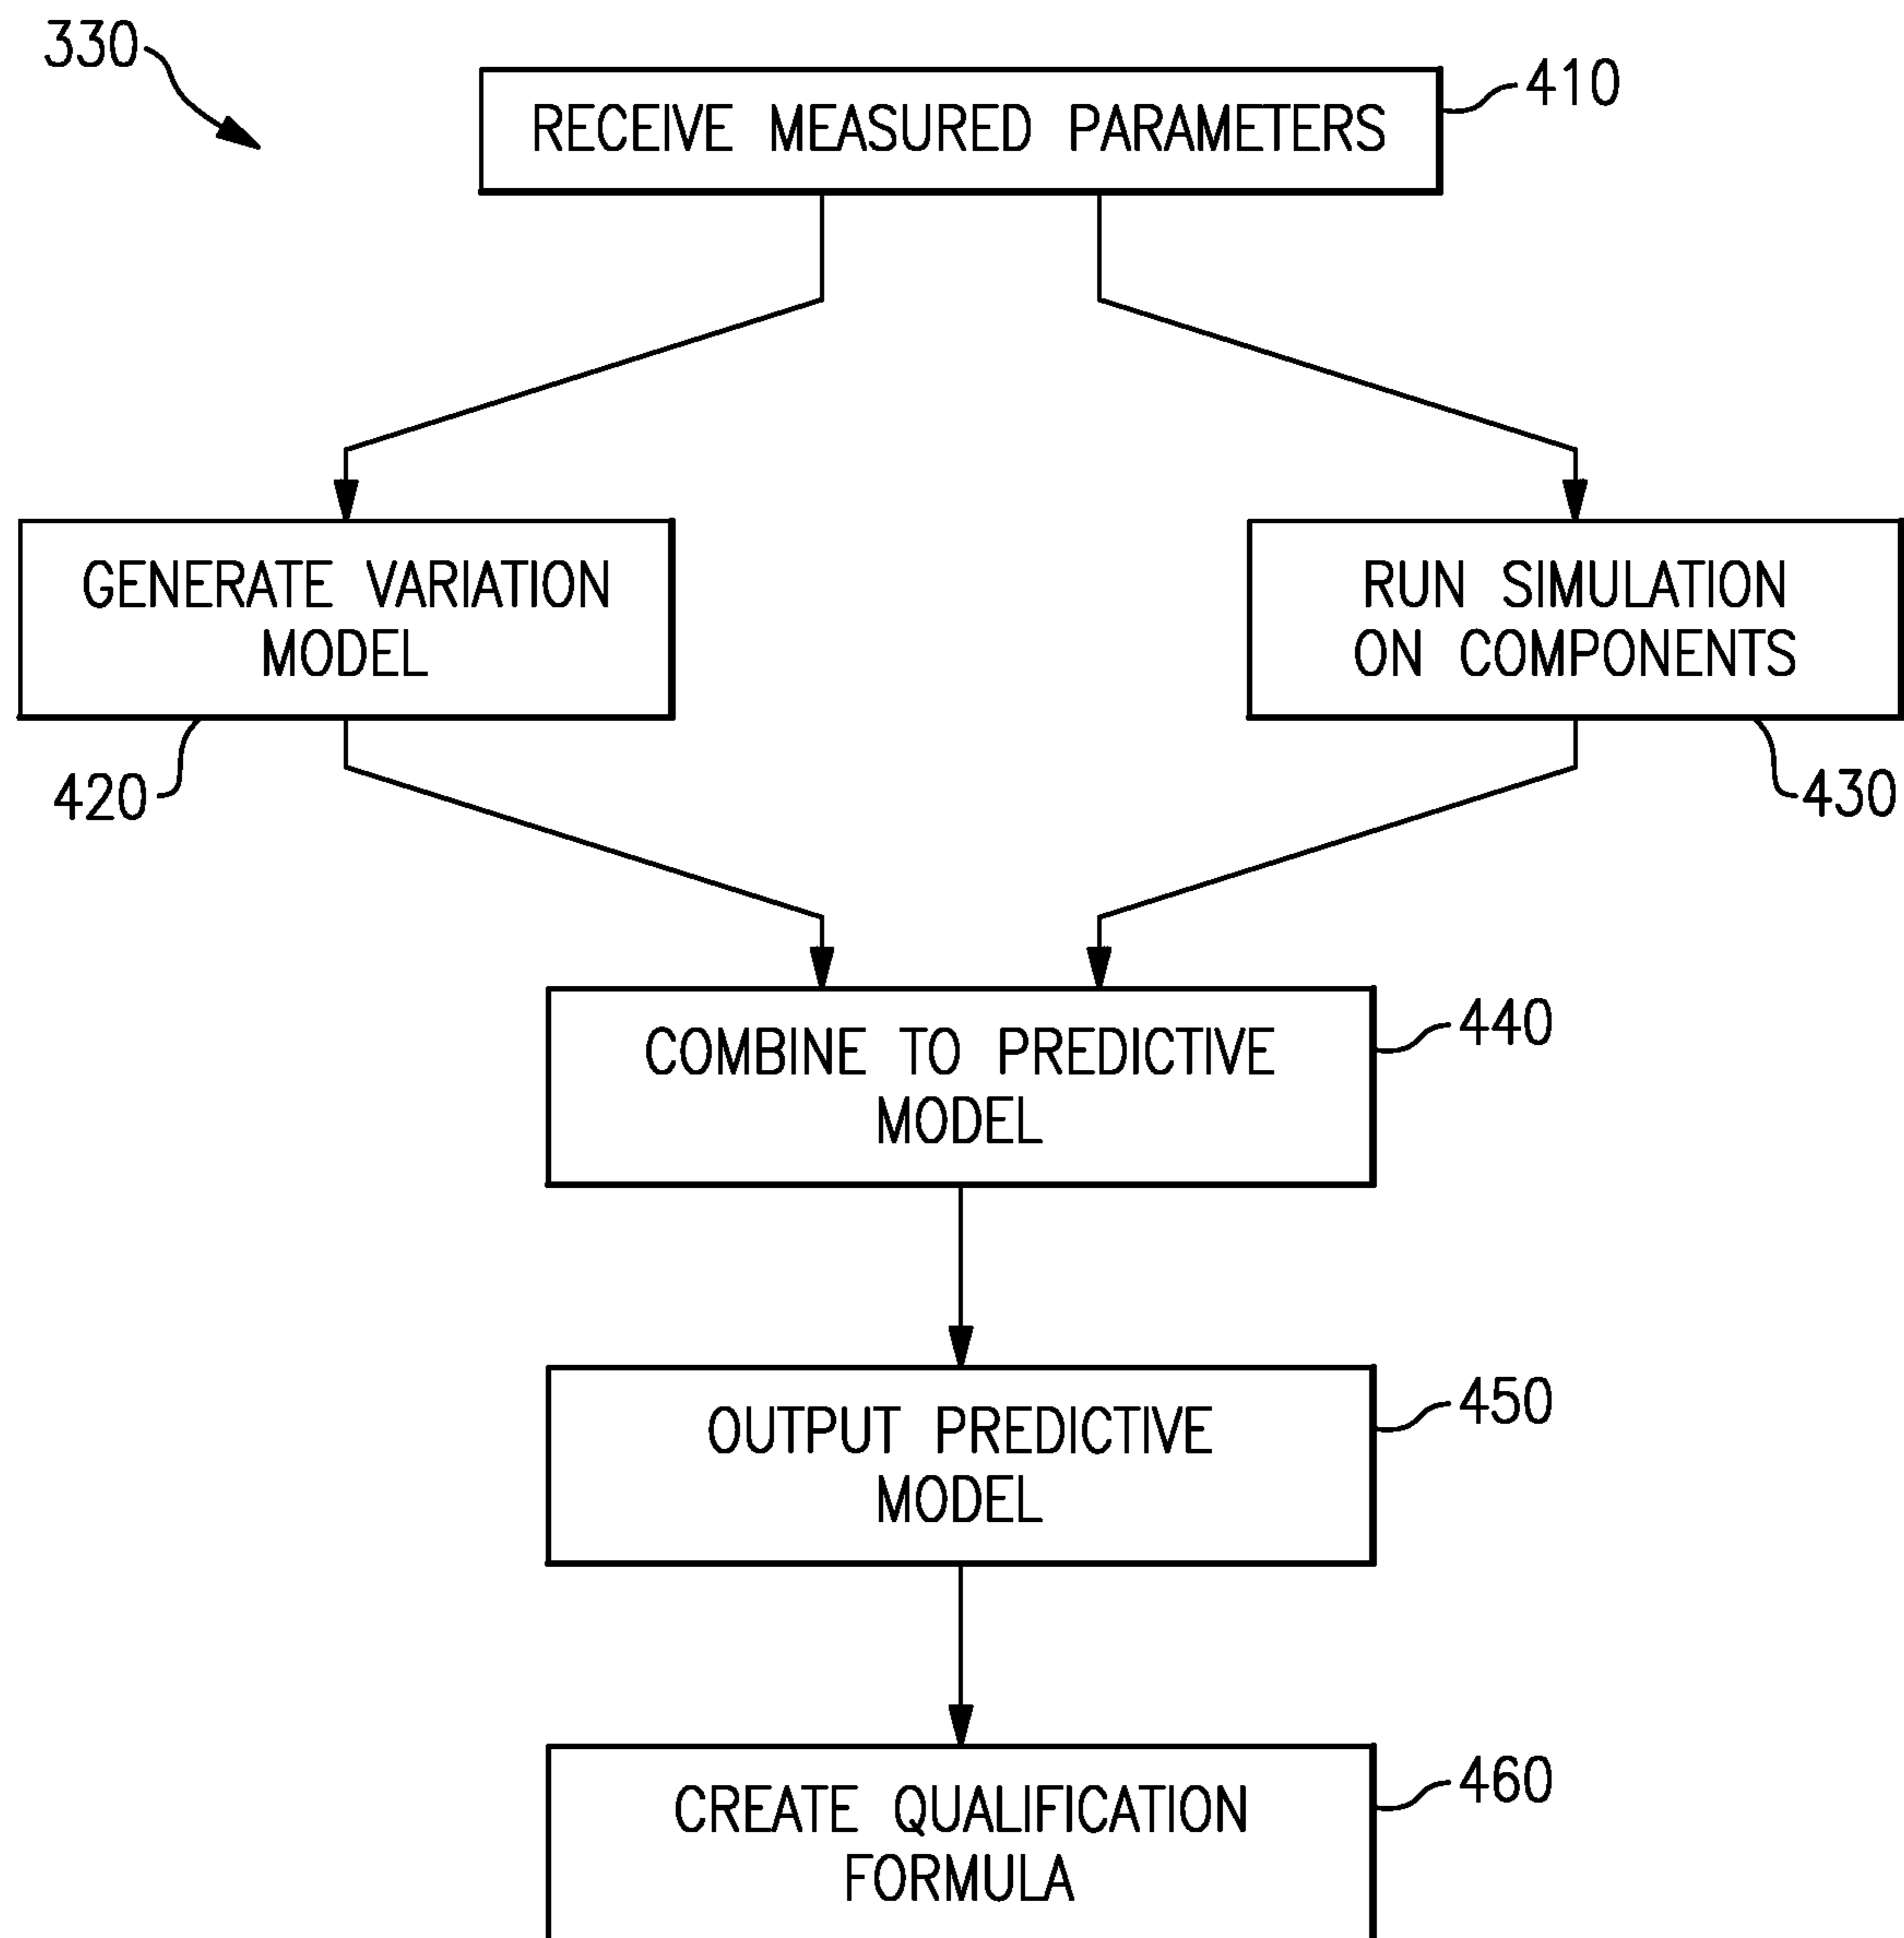 330
RECEIVE MEASURED PARAMETERS
410
GENERATE VARIATION
MODEL
420
RUN SIMULATION
ON COMPONENTS
430
COMBINE TO PREDICTIVE
MODEL
440
OUTPUT PREDICTIVE
MODEL
450
CREATE QUALIFICATION
FORMULA
460